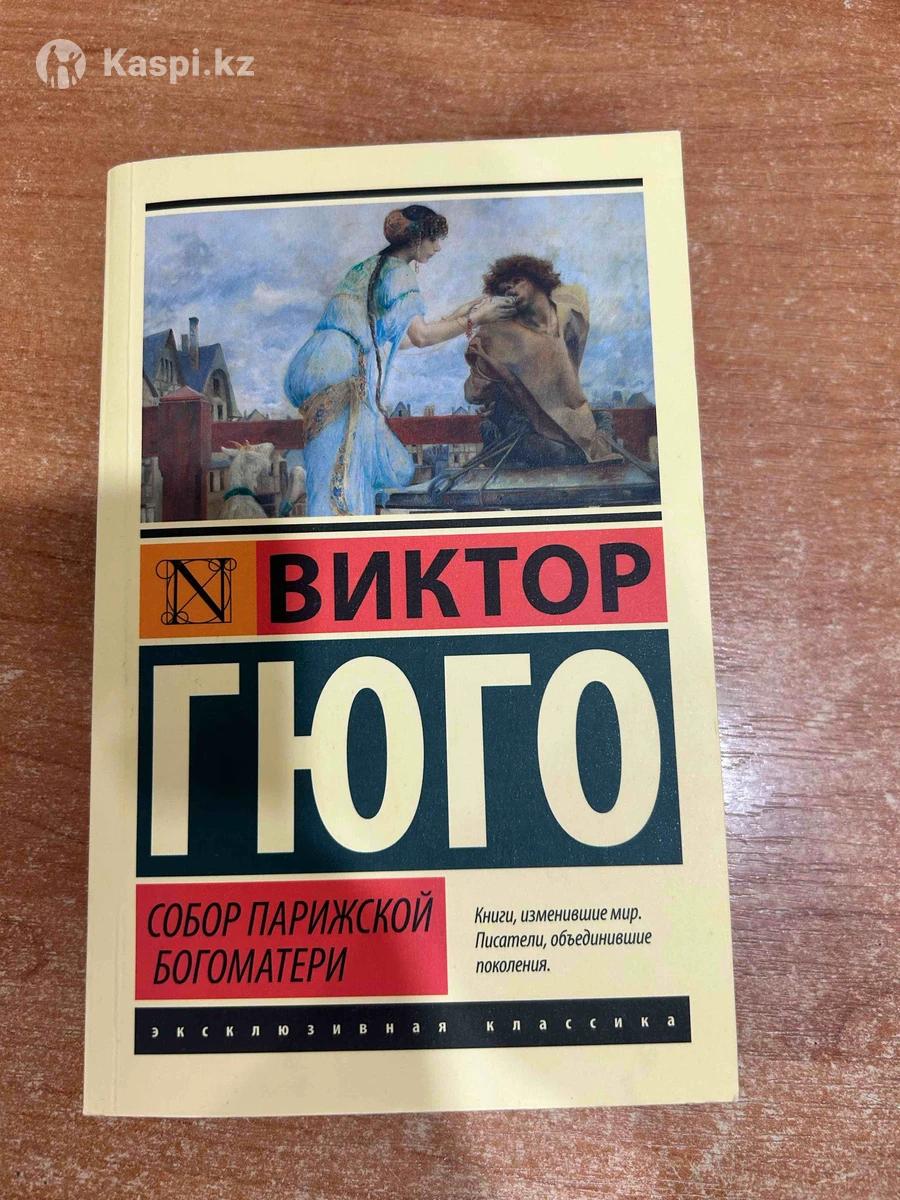 Kaspi.kz
N
ВИКТОР
ГЮГО
СОБОР ПАРИЖСКОЙ
БОГОМАТЕРИ
Книги, изменившие мир.
Писатели, объединившие
поколения.
эксклюзивная классика